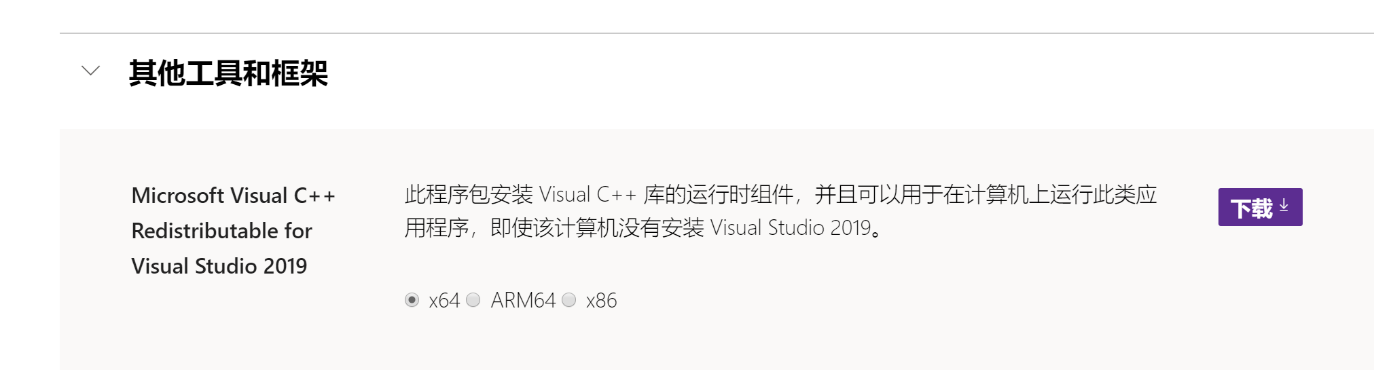 其他工具和框架
Microsoft Visual C++
Redistributable for
Visual Studio 2019
此程序包安装 Visual C++ 库的运行时组件，并且可以用于在计算机上运行此类应
用程序，即使该计算机没有安装 Visual Studio 2019。
x64 ARM64 x86
下载